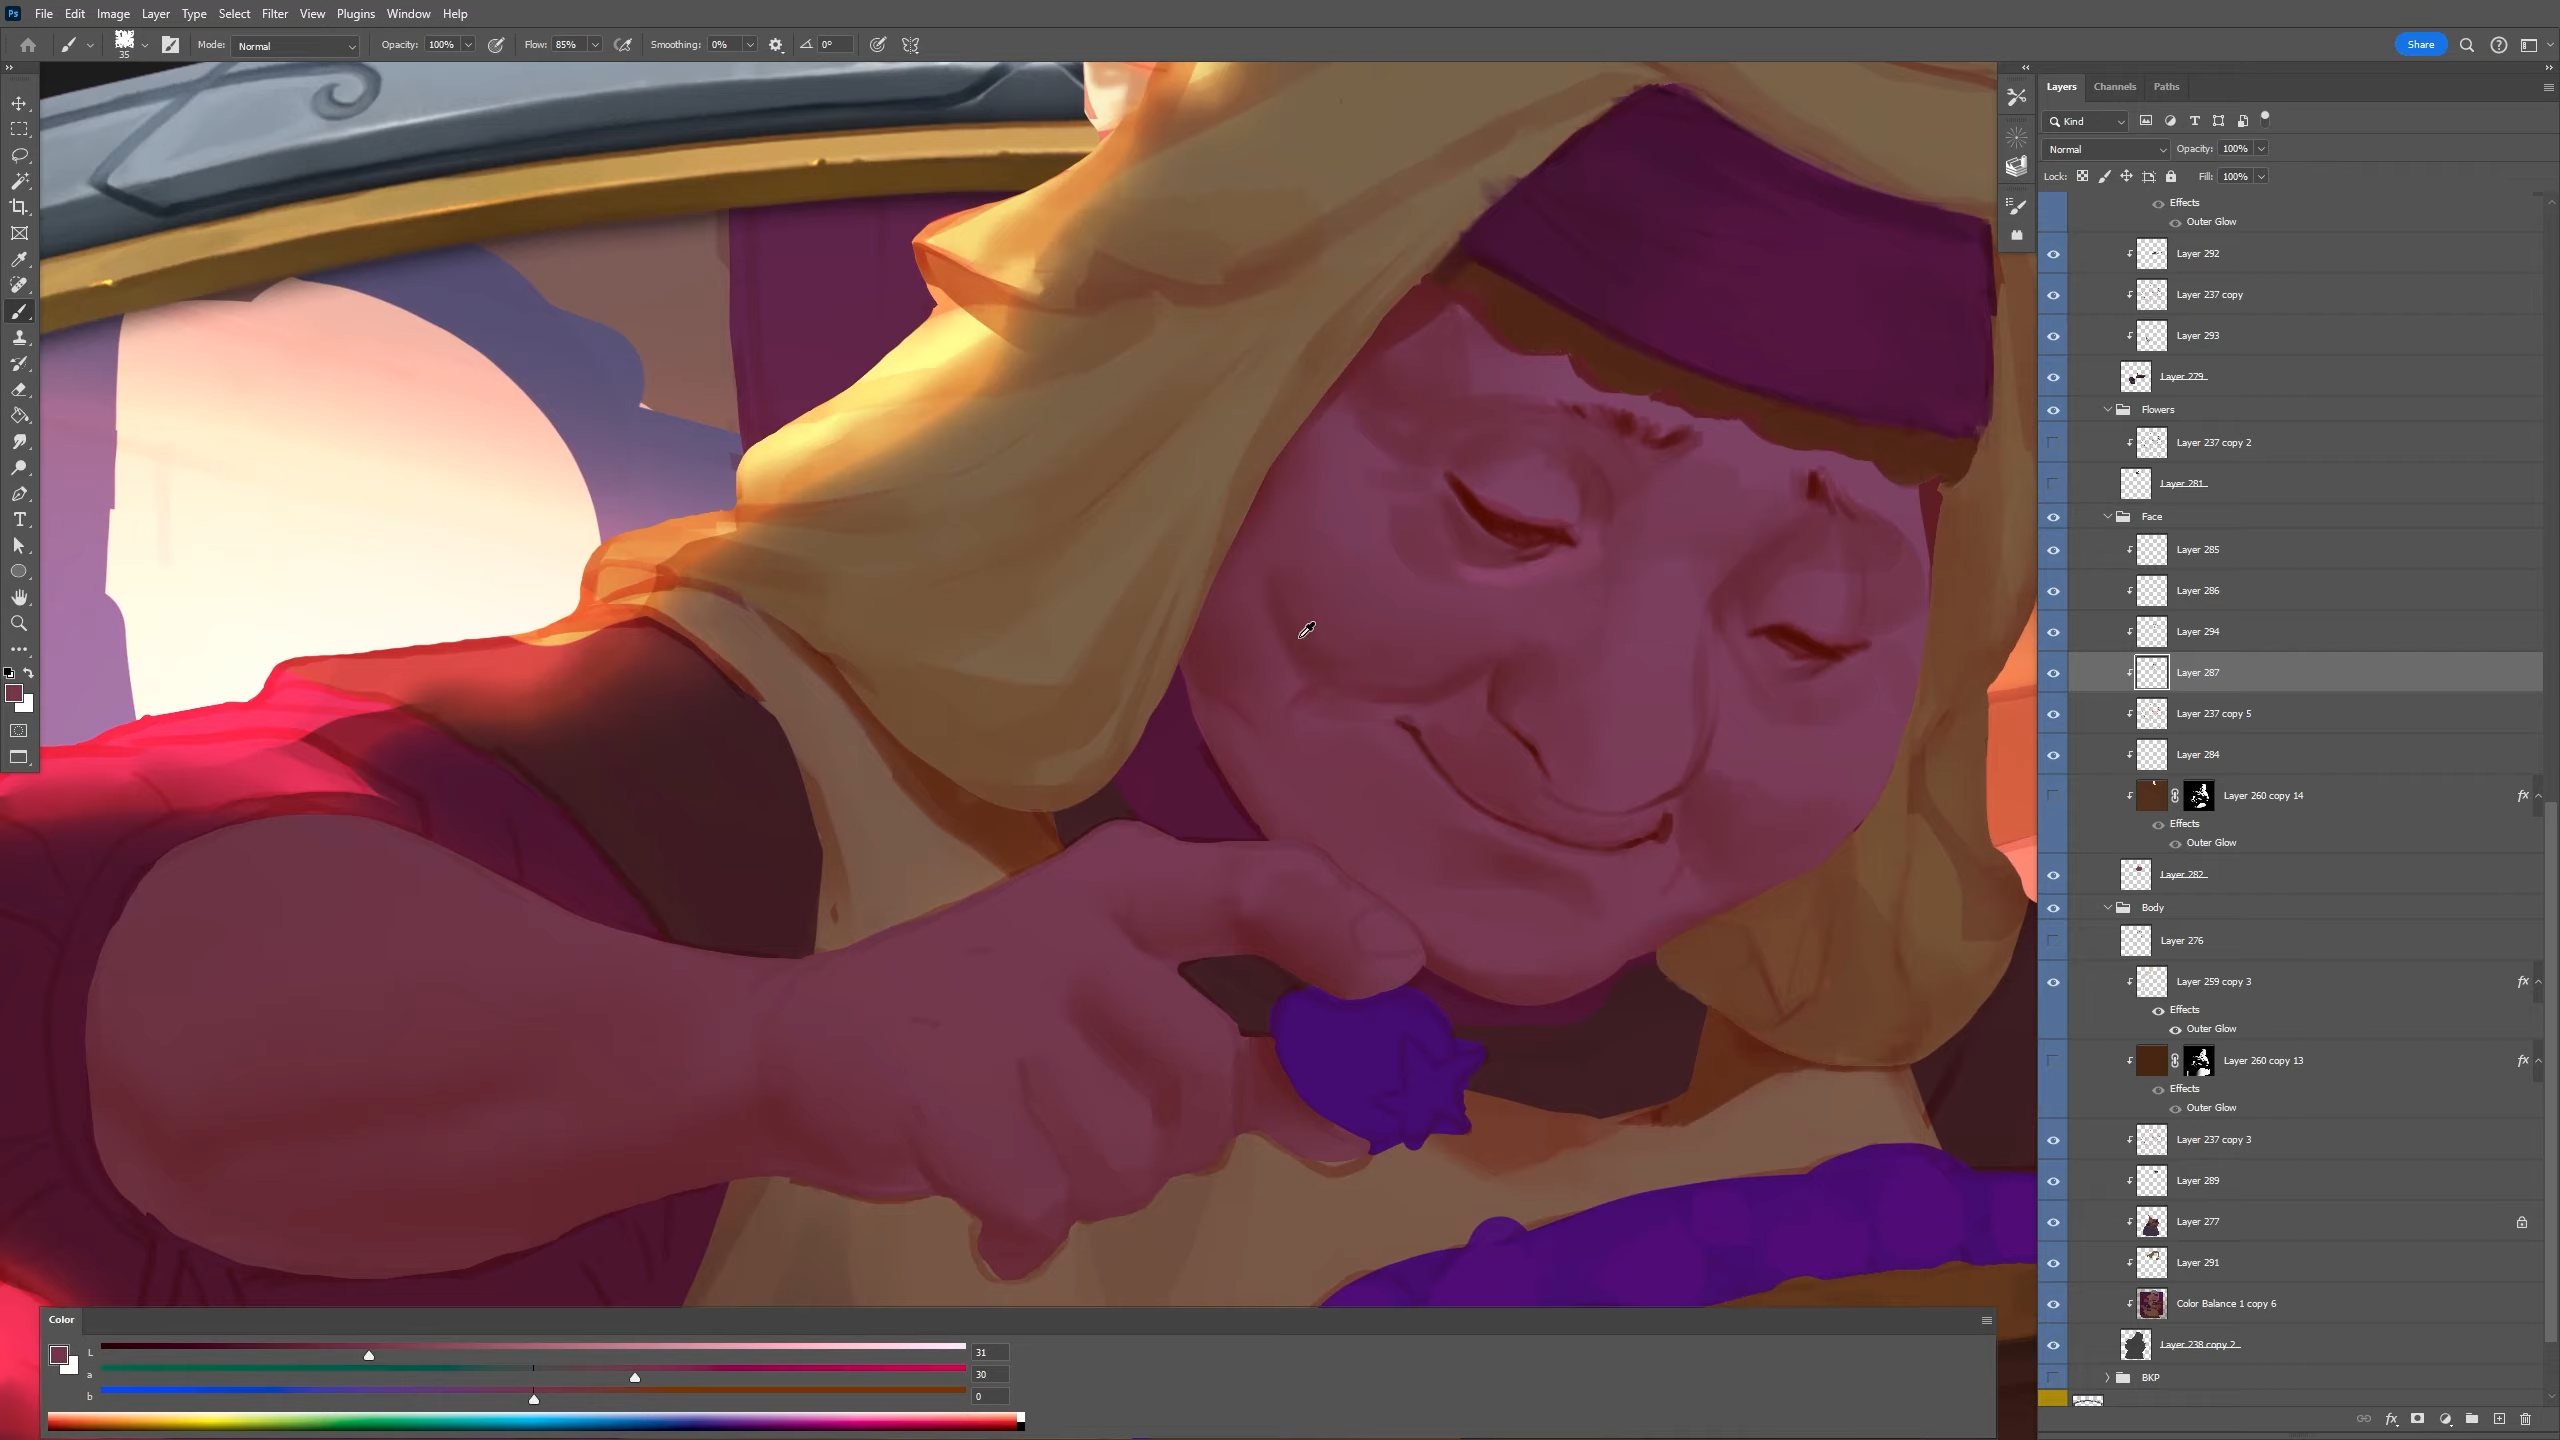 Ps File Edit Image Layer Type Select Filter View Plugins Window Help
35 Mode: Normal Opacity: 100% Flow: 85% Smoothing: 0% 0° Share
Layers Channels Paths
Kind
Normal Opacity: 100%
Lock: Fill: 100%
Effects
Outer Glow
Layer 292
Layer 237 copy
Layer 293
Layer 279
Flowers
Layer 237 copy 2
Layer 281
Face
Layer 285
Layer 286
Layer 294
Layer 287
Layer 237 copy 5
Layer 284
Layer 260 copy 14 fx
Effects
Outer Glow
Layer 282
Body
Layer 276
Layer 259 copy 3 fx
Effects
Outer Glow
Layer 260 copy 13 fx
Effects
Outer Glow
Layer 237 copy 3
Layer 289
Layer 277
Layer 291
Color Balance 1 copy 6
Layer 238 copy 2
BKP
fx
Color
L 31
a 30
b 0